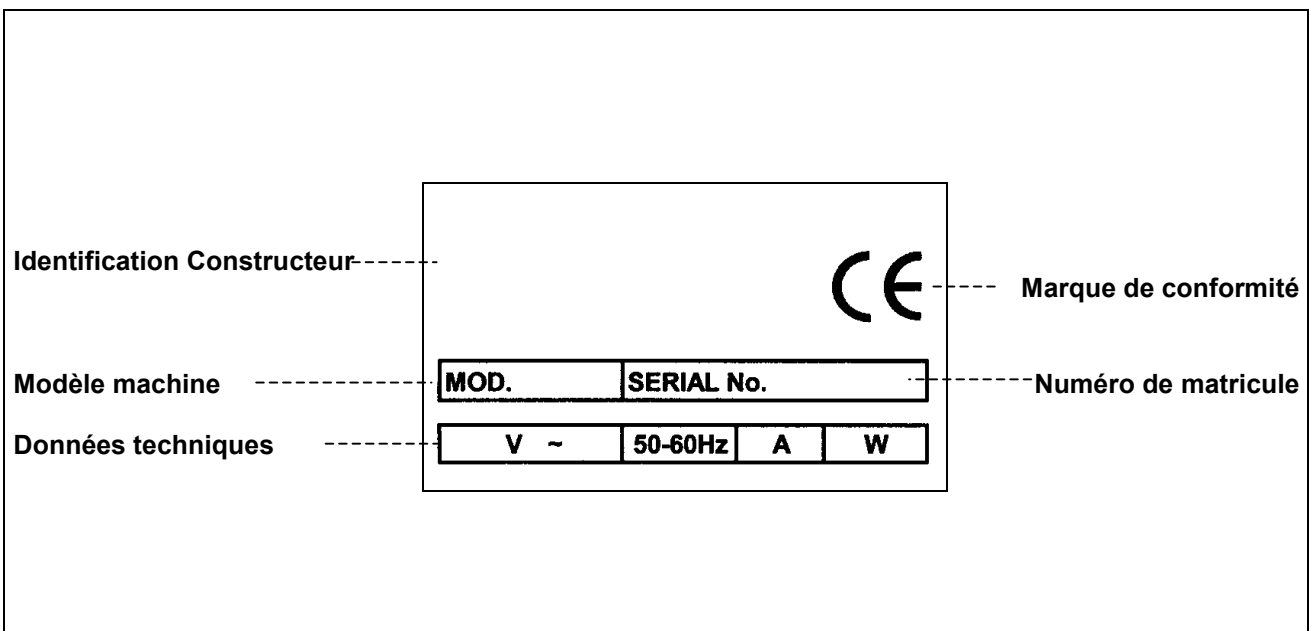 Identification Constructeur
CE
Marque de conformité
Modèle machine
MOD.
SERIAL No.
Numéro de matricule
Données techniques
V ~
50-60Hz
A
W